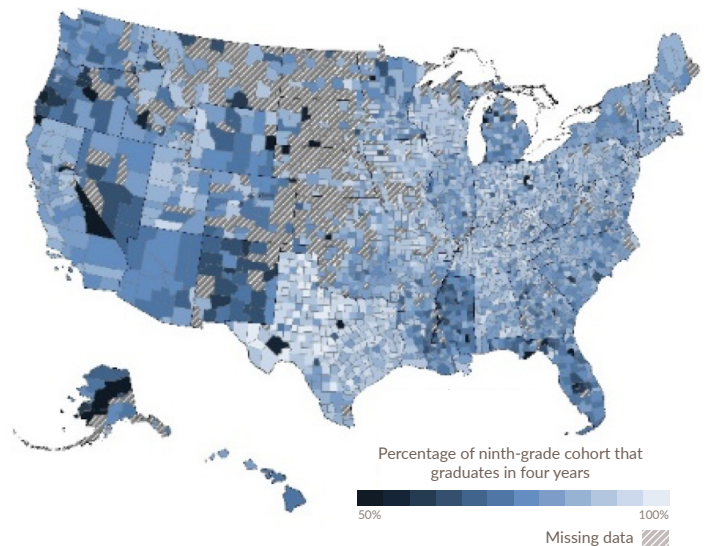 Percentage of ninth-grade cohort that
graduates in four years
50% 100%
Missing data